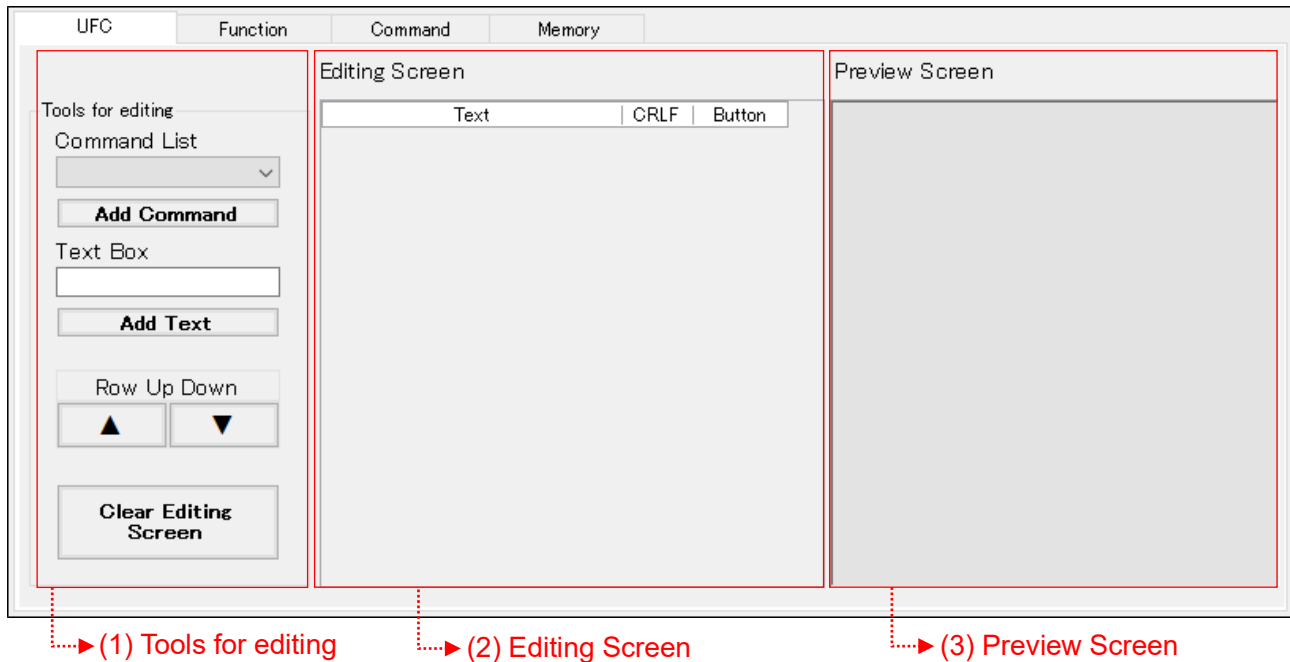 UFC Function Command Memory
Editing Screen
Preview Screen
Tools for editing
Text CRLF Button
Command List
Add Command
Text Box
Add Text
Row Up Down
▲ ▼
Clear Editing
Screen
(1) Tools for editing
(2) Editing Screen
(3) Preview Screen